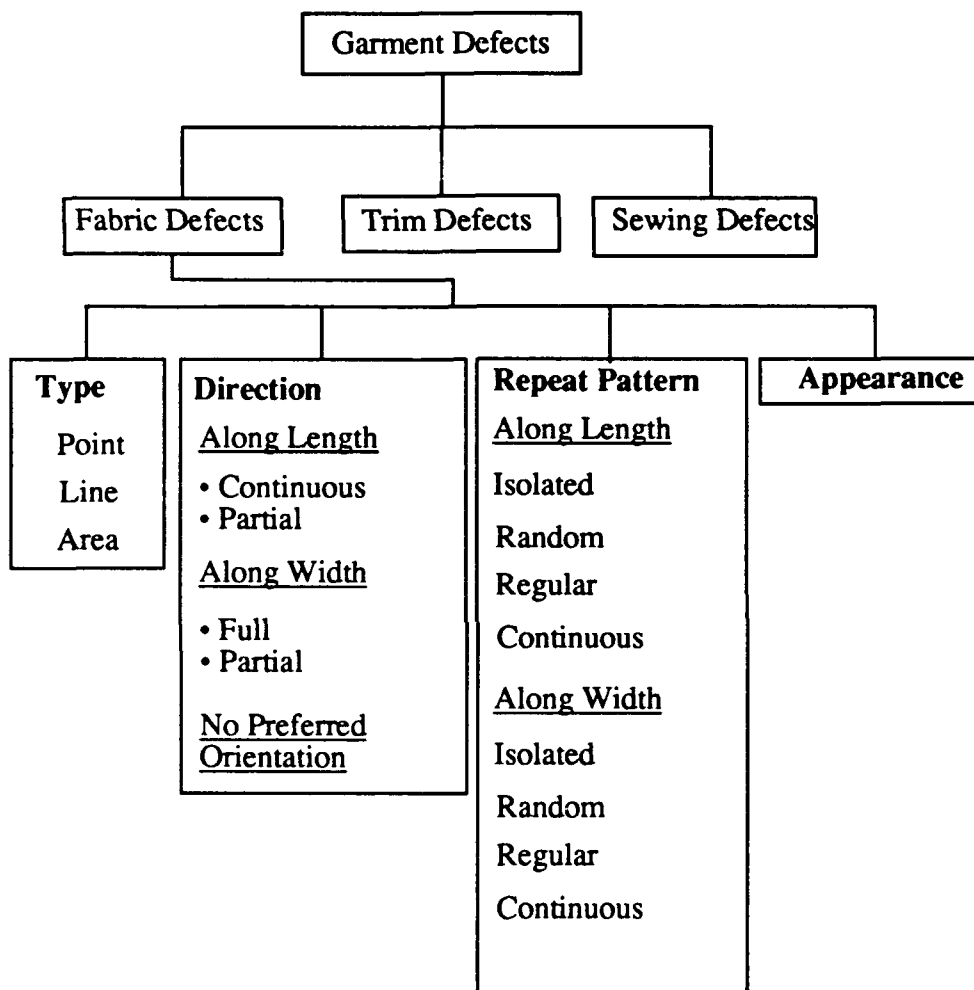 Garment Defects
Fabric Defects
Trim Defects
Sewing Defects
Type
Point
Line
Area
Direction
Along Length
• Continuous
• Partial
Along Width
• Full
• Partial
No Preferred
Orientation
Repeat Pattern
Along Length
Isolated
Random
Regular
Continuous
Along Width
Isolated
Random
Regular
Continuous
Appearance